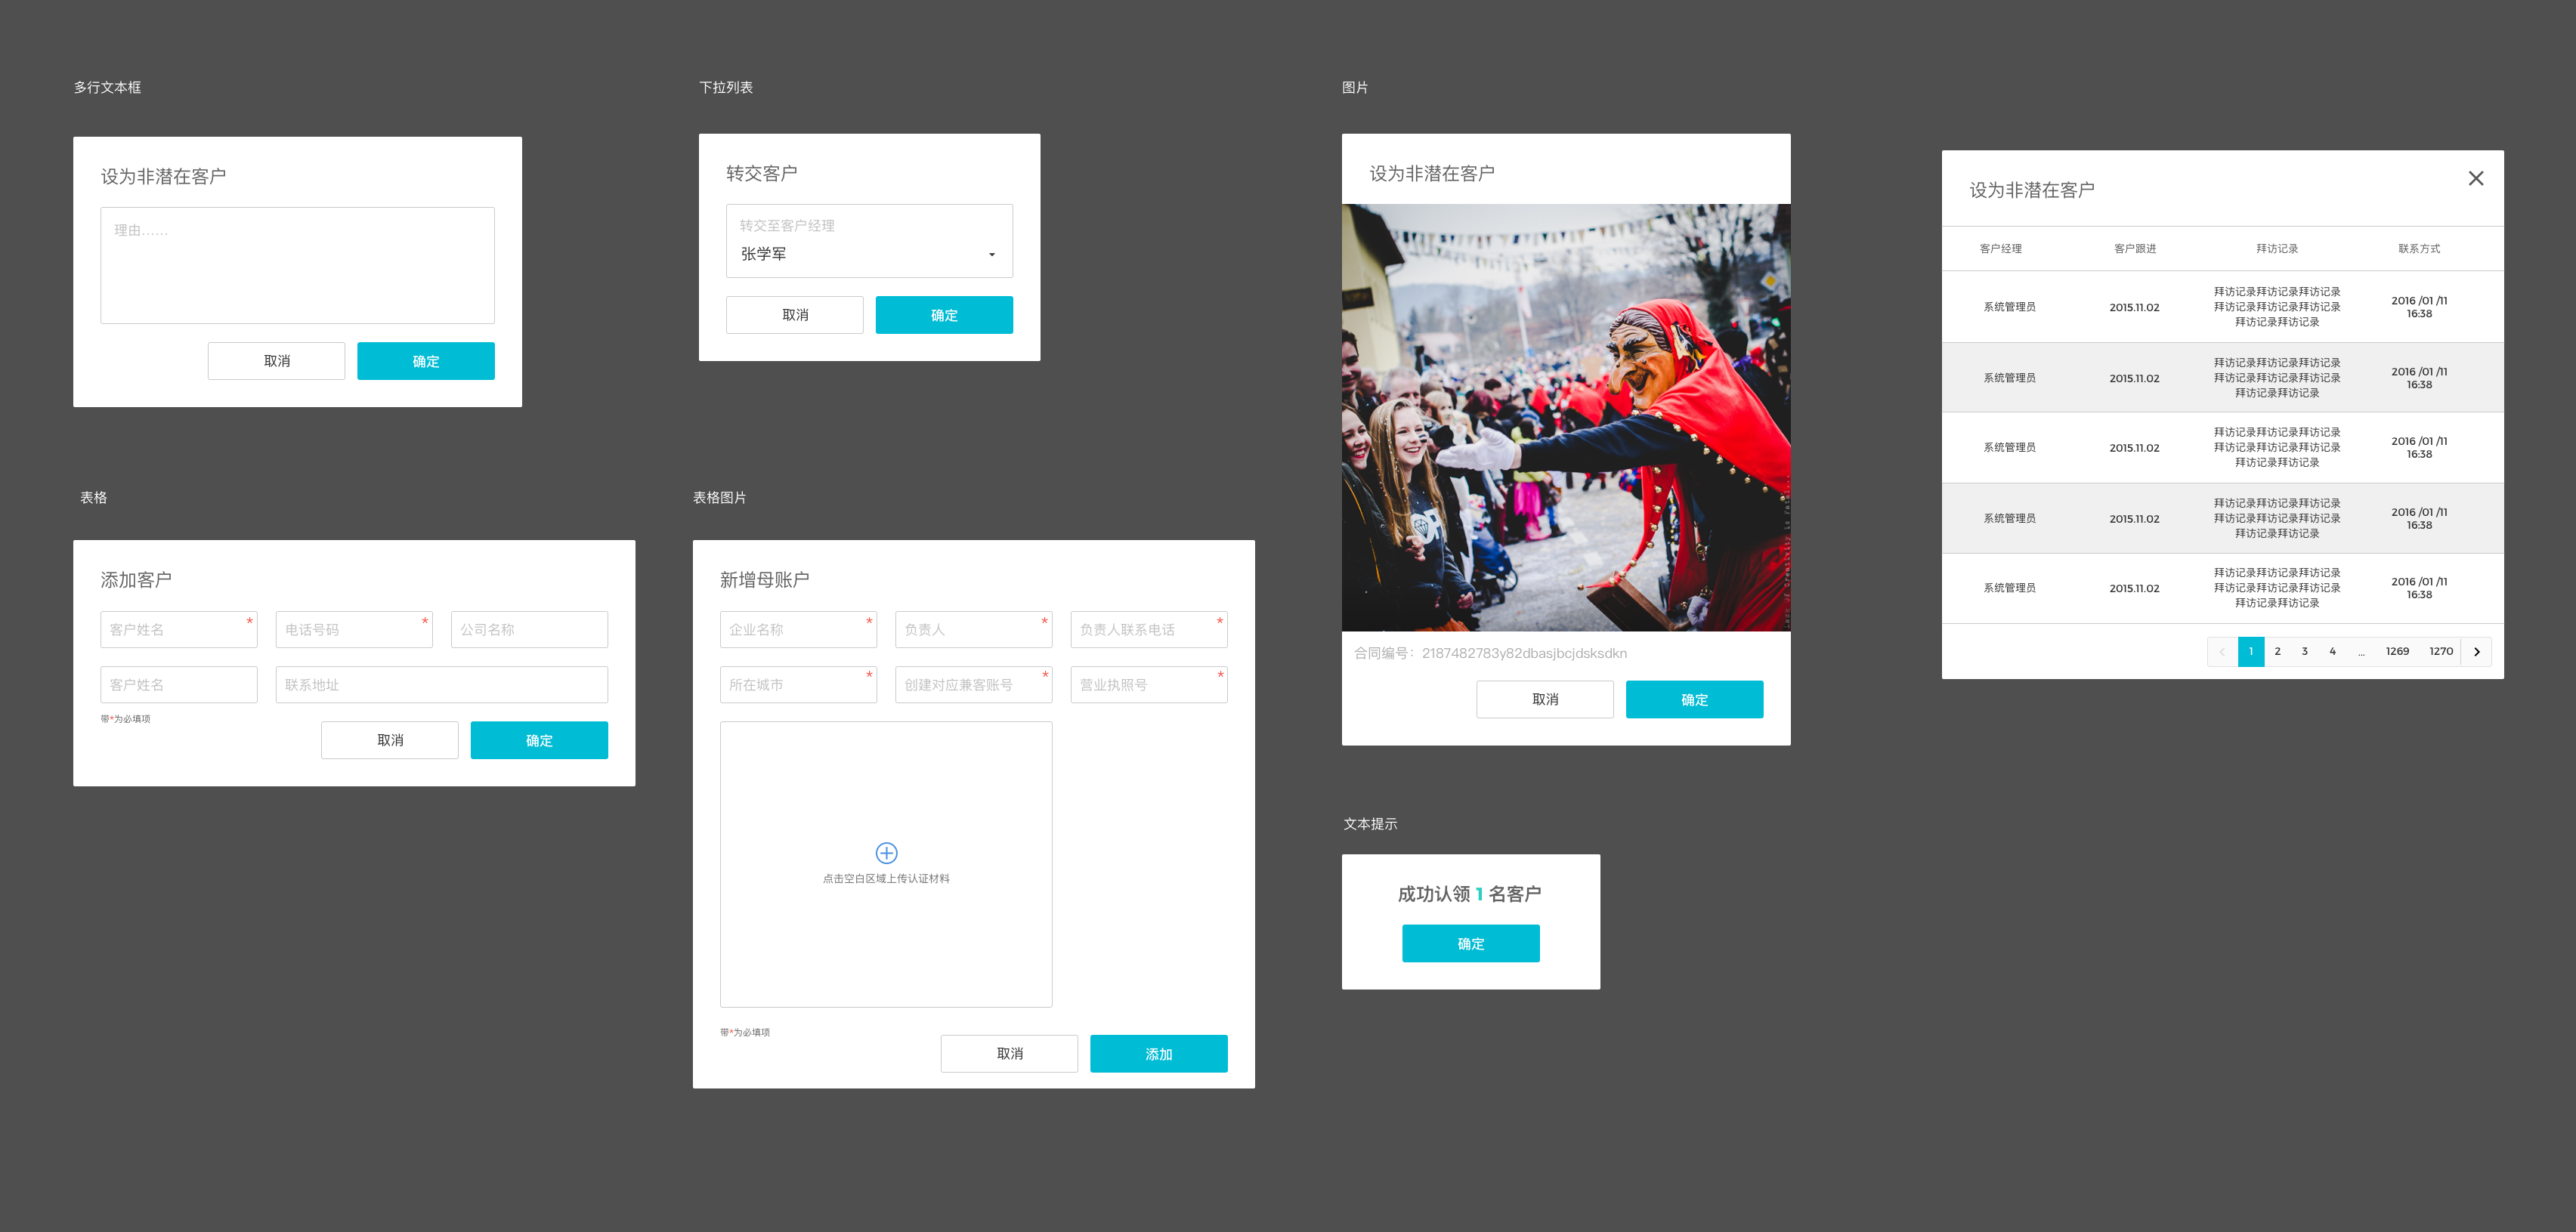 多行文本框
设为非潜在客户
理由......
取消
确定
下拉列表
转交客户
转交至客户经理
张学军
取消
确定
图片
设为非潜在客户
合同编号：2187482783y82dbasjbcjdsksdkn
取消
确定
设为非潜在客户
客户经理 客户跟进 拜访记录 联系方式
系统管理员 2015.11.02
拜访记录拜访记录拜访记录
拜访记录拜访记录拜访记录
拜访记录拜访记录
2016 /01 /11
16:38
系统管理员 2015.11.02
拜访记录拜访记录拜访记录
拜访记录拜访记录拜访记录
拜访记录拜访记录
2016 /01 /11
16:38
系统管理员 2015.11.02
拜访记录拜访记录拜访记录
拜访记录拜访记录拜访记录
拜访记录拜访记录
2016 /01 /11
16:38
系统管理员 2015.11.02
拜访记录拜访记录拜访记录
拜访记录拜访记录拜访记录
拜访记录拜访记录
2016 /01 /11
16:38
系统管理员 2015.11.02
拜访记录拜访记录拜访记录
拜访记录拜访记录拜访记录
拜访记录拜访记录
2016 /01 /11
16:38
1 2 3 4 ... 1269 1270
表格
添加客户
客户姓名 * 电话号码 * 公司名称
客户姓名 联系地址
带*为必填项
取消
确定
表格图片
新增母账户
企业名称 * 负责人 * 负责人联系电话 *
所在城市 * 创建对应兼客账号 * 营业执照号 *
点击空白区域上传认证材料
带*为必填项
取消
添加
文本提示
成功认领 1 名客户
确定